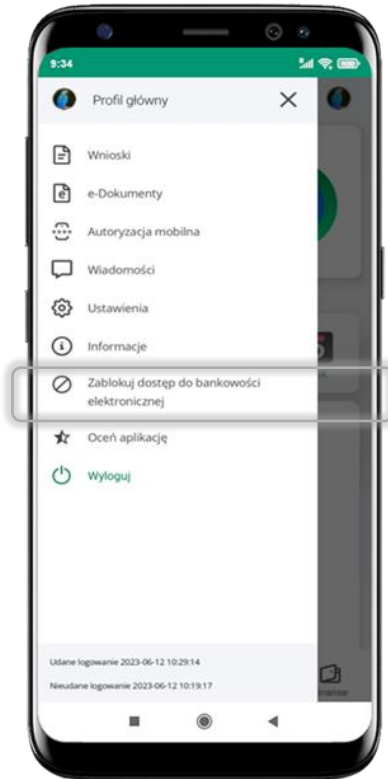 9:34
Profil główny
Wnioski
e-Dokumenty
Autoryzacja mobilna
Wiadomości
Ustawienia
Informacje
Zablokuj dostęp do bankowości
elektronicznej
Oceń aplikację
Wyloguj
Udane logowanie 2023-06-12 10:29:14
Nieudane logowanie 2023-06-12 10:19:17